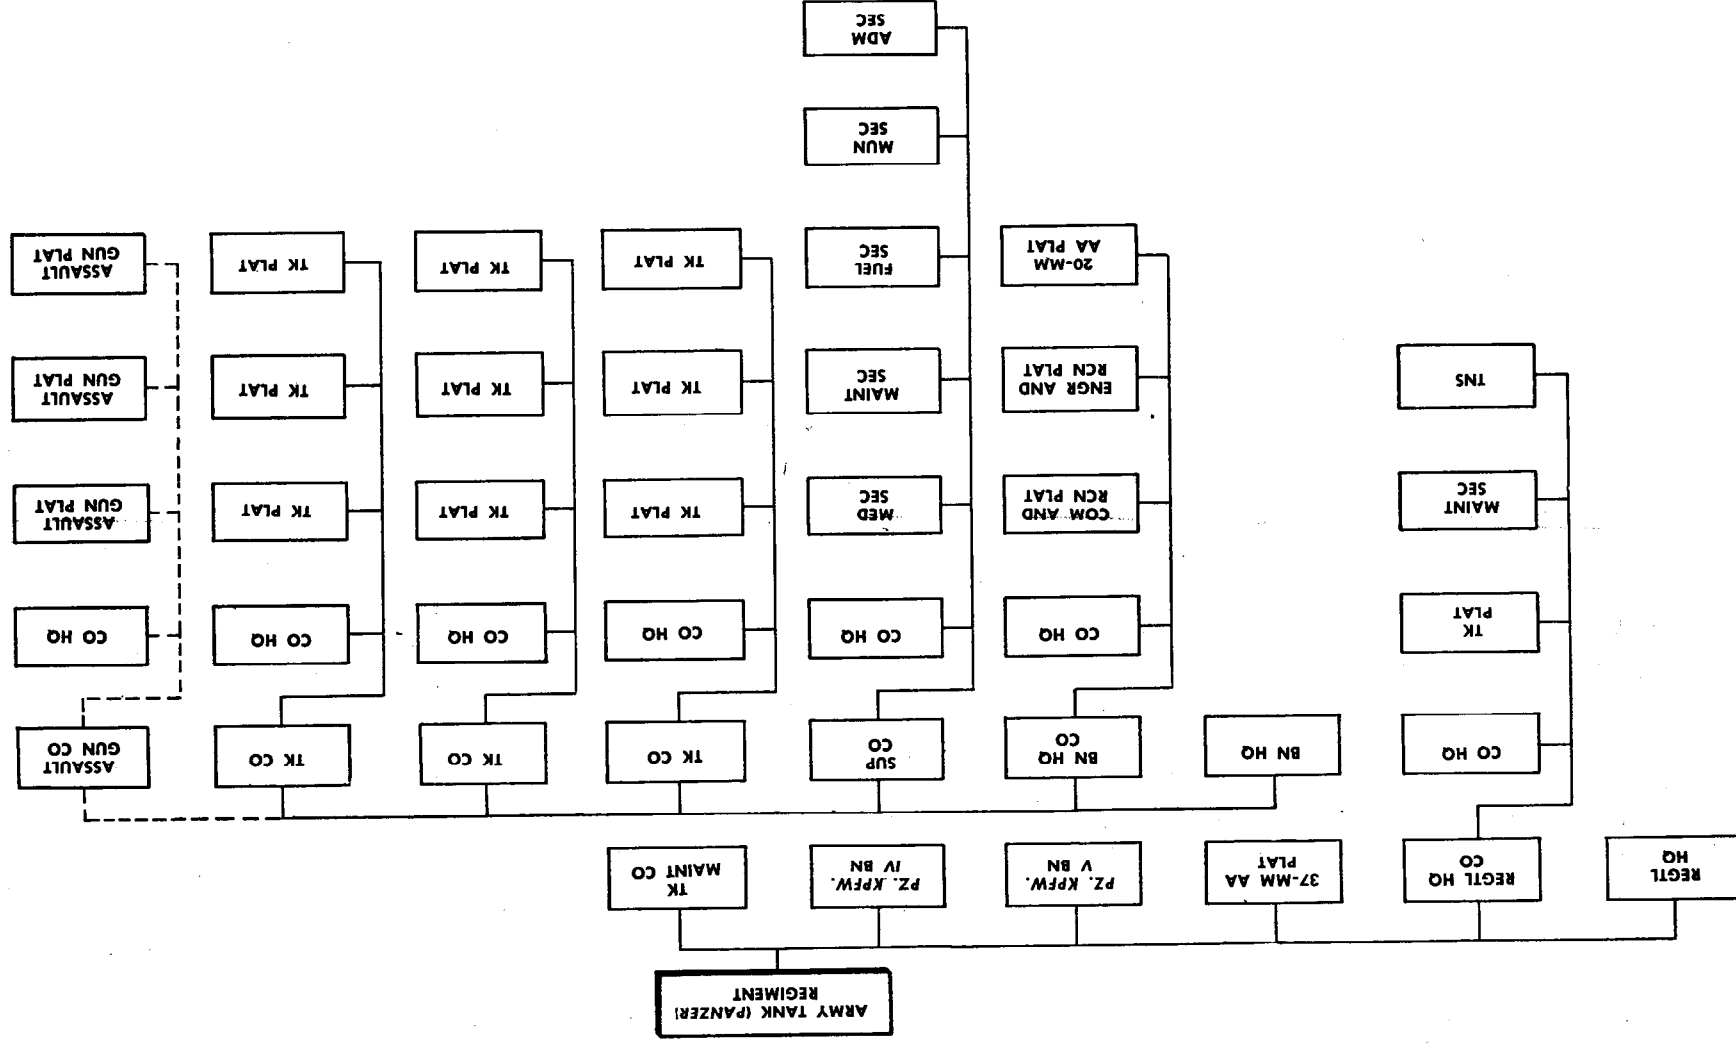 ARMY TANK (PANZER)
REGIMENT
REGTL
HQ
REGTL HQ
CO
37-MM AA
PLAT
PZ. KPFW.
V BN
PZ. KPFW.
IV BN
TK
MAINT CO
CO HQ
BN HQ
BN HQ
CO
SUP
CO
TK CO
TK CO
TK CO
ASSAULT
GUN CO
TK
PLAT
CO HQ
CO HQ
CO HQ
CO HQ
CO HQ
CO HQ
MAINT
SEC
COM AND
RCN PLAT
MED
SEC
TK PLAT
TK PLAT
TK PLAT
ASSAULT
GUN PLAT
TNS
ENGR AND
RCN PLAT
MAINT
SEC
TK PLAT
TK PLAT
TK PLAT
ASSAULT
GUN PLAT
20-MM
AA PLAT
FUEL
SEC
TK PLAT
TK PLAT
TK PLAT
ASSAULT
GUN PLAT
MUN
SEC
ADM
SEC